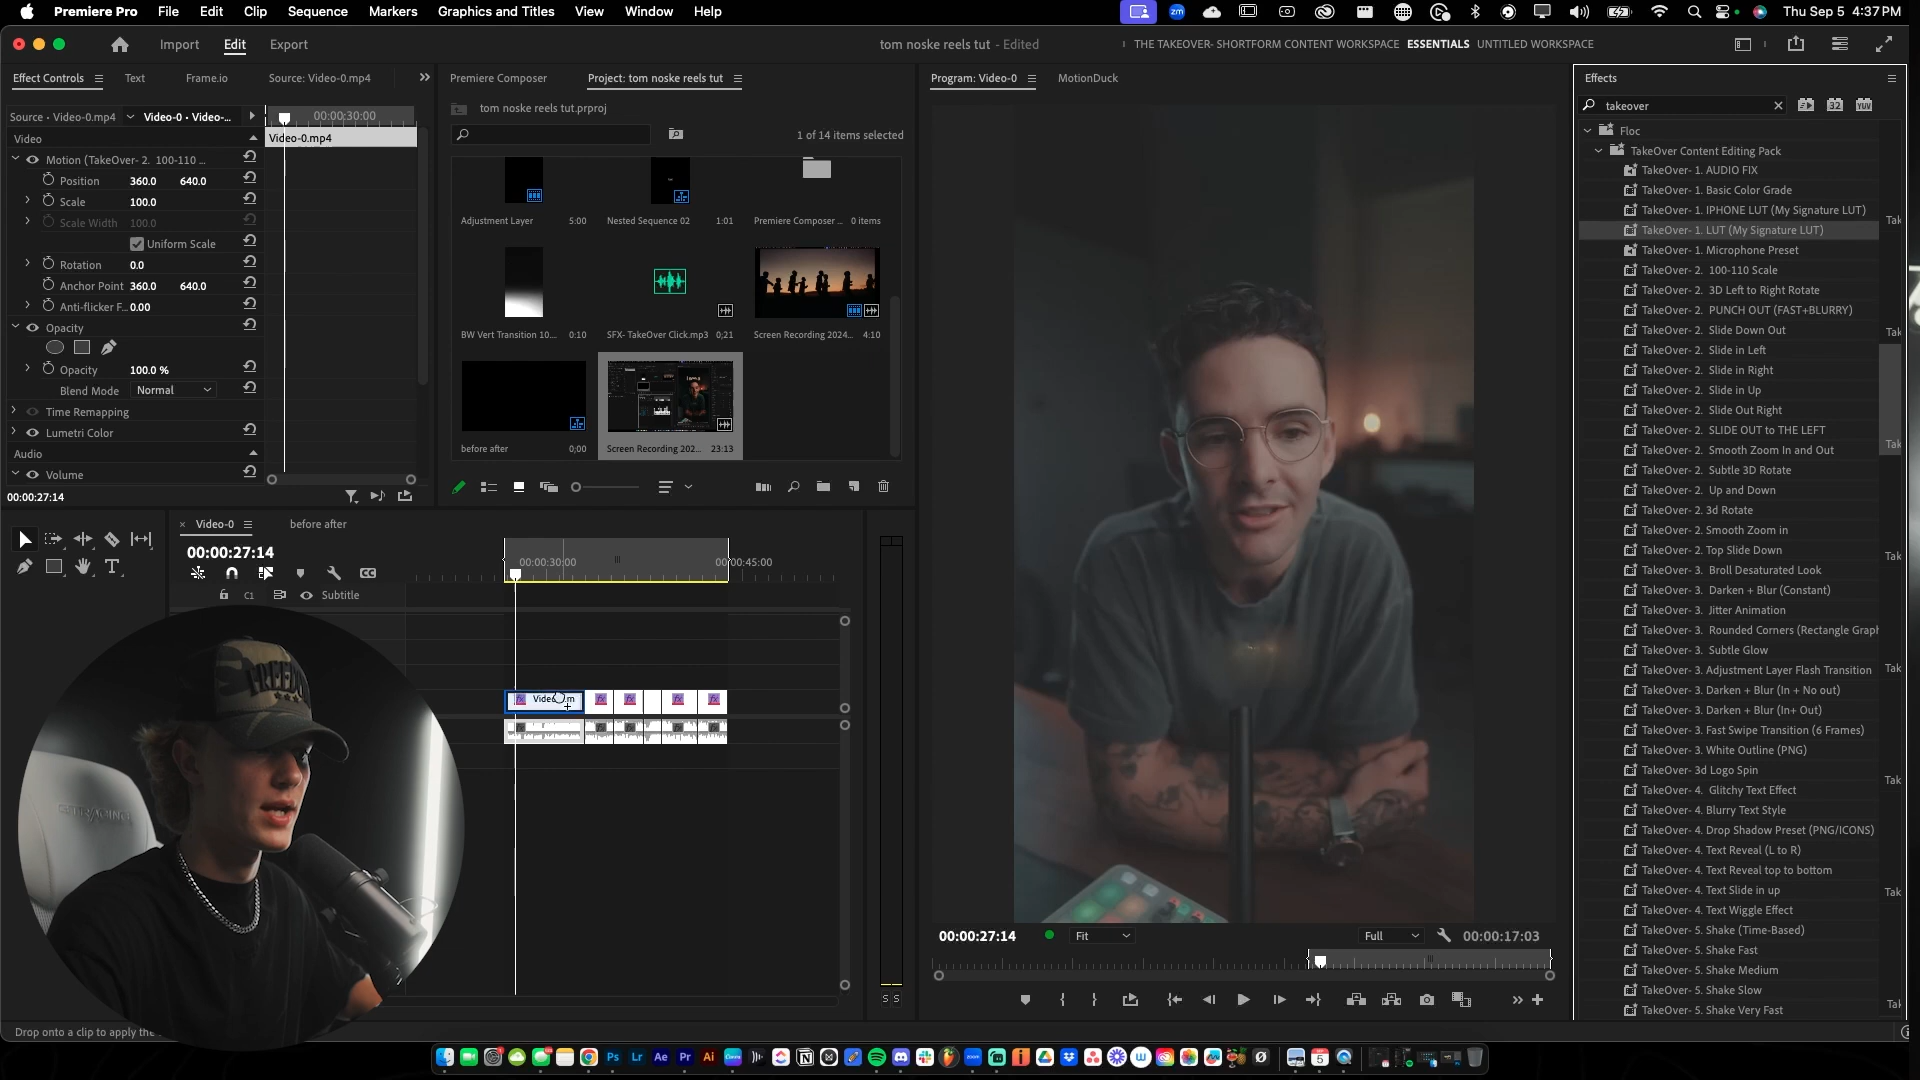 Premiere Pro File Edit Clip Sequence Markers Graphics and Titles View Window Help Thu Sep 5 4:37 PM
Import Edit Export tom noske reels tut - Edited THE TAKEOVER- SHORTFORM CONTENT WORKSPACE ESSENTIALS UNTITLED WORKSPACE
Effect Controls Text Frame.io Source: Video-0.mp4
Source • Video-0.mp4 Video-0 • Video-...
00:00:30:00
Video-0.mp4
Video
Motion (TakeOver- 2. 100-110 ...
Position 360.0 640.0
Scale 100.0
Scale Width 100.0
Uniform Scale
Rotation 0.0
Anchor Point 360.0 640.0
Anti-flicker F... 0.00
Opacity
Opacity 100.0 %
Blend Mode Normal
Time Remapping
Lumetri Color
Audio
Volume
00:00:27:14
Premiere Composer Project: tom noske reels tut
tom noske reels tut.prproj
1 of 14 items selected
Adjustment Layer 5:00
Nested Sequence 02 1:01
Premiere Composer ... 0 items
BW Vert Transition 10... 0:10
SFX- TakeOver Click.mp3 0;21
Screen Recording 2024... 4:10
before after 0;00
Screen Recording 202... 23:13
Program: Video-0 MotionDuck
00:00:27:14 Fit Full 00:00:17:03
Effects
takeover
Floc
TakeOver Content Editing Pack
TakeOver- 1. AUDIO FIX
TakeOver- 1. Basic Color Grade
TakeOver- 1. IPHONE LUT (My Signature LUT)
TakeOver- 1. LUT (My Signature LUT)
TakeOver- 1. Microphone Preset
TakeOver- 2. 100-110 Scale
TakeOver- 2. 3D Left to Right Rotate
TakeOver- 2. PUNCH OUT (FAST+BLURRY)
TakeOver- 2. Slide Down Out
TakeOver- 2. Slide in Left
TakeOver- 2. Slide in Right
TakeOver- 2. Slide in Up
TakeOver- 2. Slide Out Right
TakeOver- 2. SLIDE OUT to THE LEFT
TakeOver- 2. Smooth Zoom In and Out
TakeOver- 2. Subtle 3D Rotate
TakeOver- 2. Up and Down
TakeOver- 2. 3d Rotate
TakeOver- 2. Smooth Zoom in
TakeOver- 2. Top Slide Down
TakeOver- 3. Broll Desaturated Look
TakeOver- 3. Darken + Blur (Constant)
TakeOver- 3. Jitter Animation
TakeOver- 3. Rounded Corners (Rectangle Graph
TakeOver- 3. Subtle Glow
TakeOver- 3. Adjustment Layer Flash Transition
TakeOver- 3. Darken + Blur (In + No out)
TakeOver- 3. Darken + Blur (In+ Out)
TakeOver- 3. Fast Swipe Transition (6 Frames)
TakeOver- 3. White Outline (PNG)
TakeOver- 3d Logo Spin
TakeOver- 4. Glitchy Text Effect
TakeOver- 4. Blurry Text Style
TakeOver- 4. Drop Shadow Preset (PNG/ICONS)
TakeOver- 4. Text Reveal (L to R)
TakeOver- 4. Text Reveal top to bottom
TakeOver- 4. Text Slide in up
TakeOver- 4. Text Wiggle Effect
TakeOver- 5. Shake (Time-Based)
TakeOver- 5. Shake Fast
TakeOver- 5. Shake Medium
TakeOver- 5. Shake Slow
TakeOver- 5. Shake Very Fast
Video-0 before after
00:00:27:14
00:00:30:00 00:00:45:00
C1 Subtitle
S S
Drop onto a clip to apply the